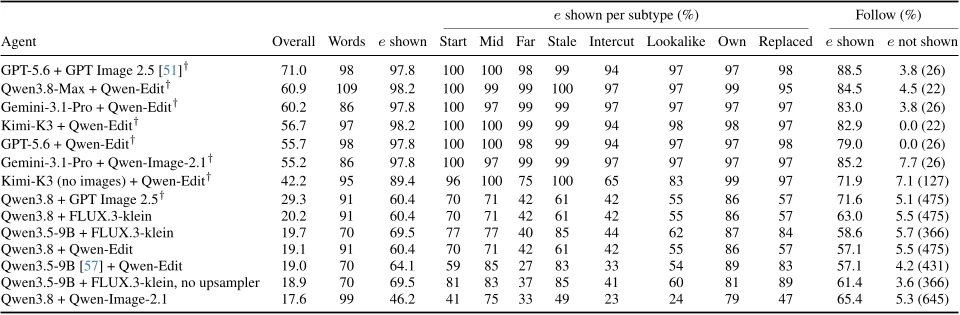 e shown per subtype (%) Follow (%)
Agent Overall Words e shown Start Mid Far Stale Intercut Lookalike Own Replaced e shown e not shown
GPT-5.6 + GPT Image 2.5 [51]† 71.0 98 97.8 100 100 98 99 94 97 97 98 88.5 3.8 (26)
Qwen3.8-Max + Qwen-Edit† 60.9 109 98.2 100 99 99 100 97 97 99 95 84.5 4.5 (22)
Gemini-3.1-Pro + Qwen-Edit† 60.2 86 97.8 100 97 99 99 97 97 97 97 83.0 3.8 (26)
Kimi-K3 + Qwen-Edit† 56.7 97 98.2 100 100 99 99 94 98 98 97 82.9 0.0 (22)
GPT-5.6 + Qwen-Edit† 55.7 98 97.8 100 100 98 99 94 97 97 98 79.0 0.0 (26)
Gemini-3.1-Pro + Qwen-Image-2.1† 55.2 86 97.8 100 97 99 99 97 97 97 97 85.2 7.7 (26)
Kimi-K3 (no images) + Qwen-Edit† 42.2 95 89.4 96 100 75 100 65 83 99 97 71.9 7.1 (127)
Qwen3.8 + GPT Image 2.5† 29.3 91 60.4 70 71 42 61 42 55 86 57 71.6 5.1 (475)
Qwen3.8 + FLUX.3-klein 20.2 91 60.4 70 71 42 61 42 55 86 57 63.0 5.5 (475)
Qwen3.5-9B + FLUX.3-klein 19.7 70 69.5 77 77 40 85 44 62 87 84 58.6 5.7 (366)
Qwen3.8 + Qwen-Edit 19.1 91 60.4 70 71 42 61 42 55 86 57 57.1 5.5 (475)
Qwen3.5-9B [57] + Qwen-Edit 19.0 70 64.1 59 85 27 83 33 54 89 83 57.1 4.2 (431)
Qwen3.5-9B + FLUX.3-klein, no upsampler 18.9 70 69.5 81 83 37 85 41 60 81 89 61.4 3.6 (366)
Qwen3.8 + Qwen-Image-2.1 17.6 99 46.2 41 75 33 49 23 24 79 47 65.4 5.3 (645)